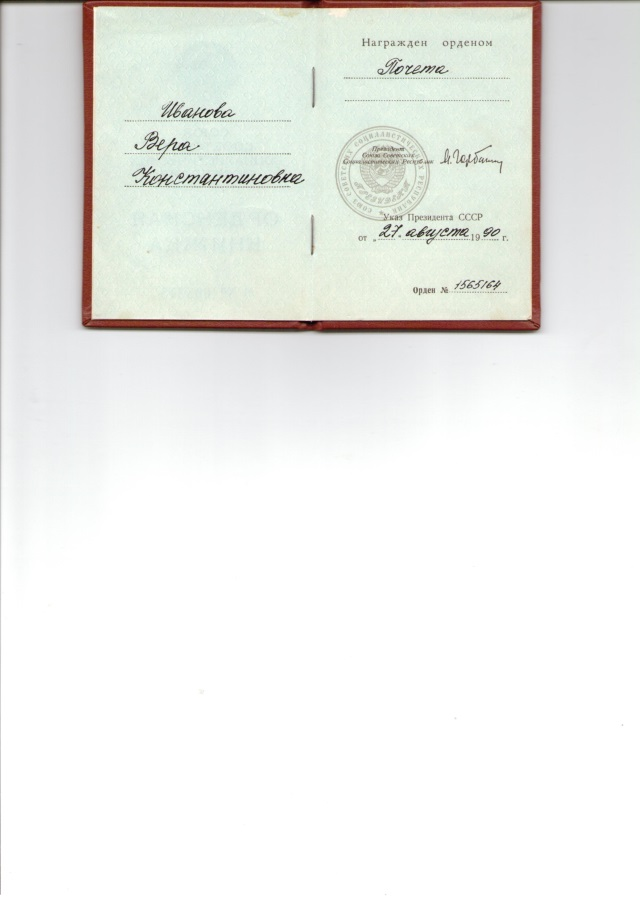 Иванова
Вера
Константиновна
Награжден орденом
Почета
Президент
Союза Советских
Социалистических Республик
М. Горбачев
Указ Президента СССР
от „27. августа 1990 г.
Орден № 1565164